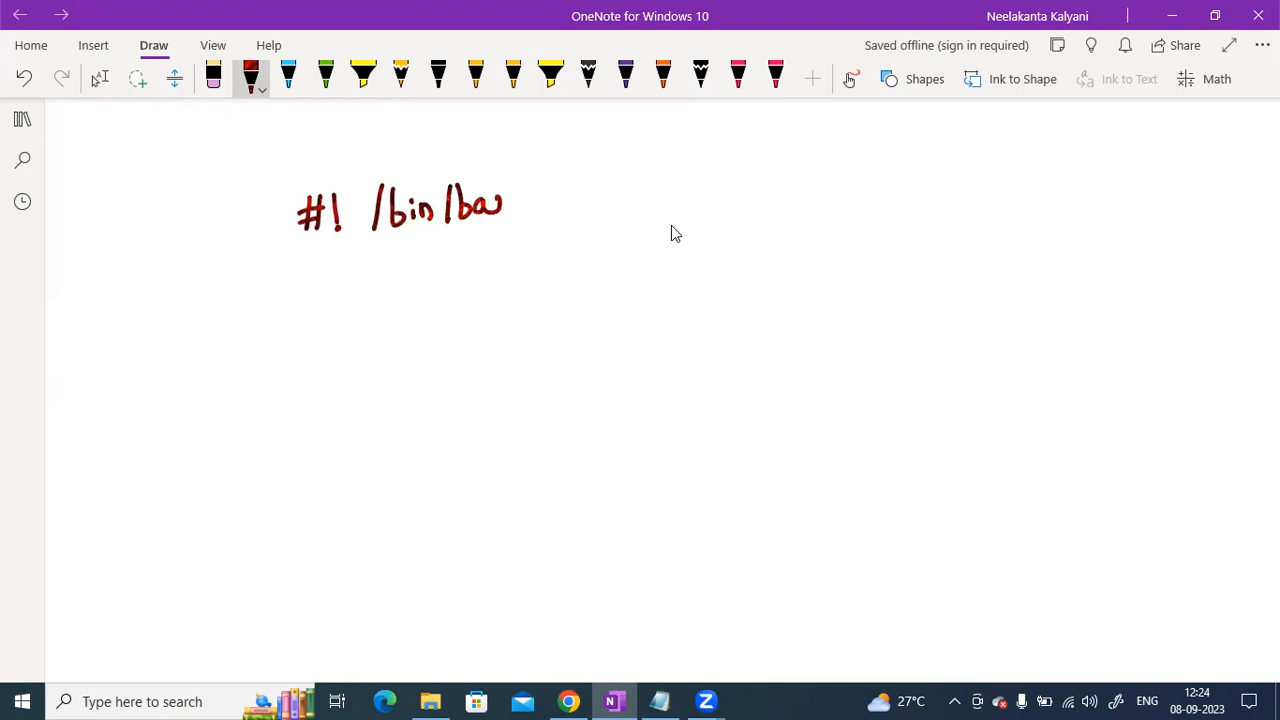 OneNote for Windows 10
Neelakanta Kalyani
Home Insert Draw View Help
Saved offline (sign in required) Share
Shapes Ink to Shape Ink to Text Math
#! /bin/ba
Type here to search
27°C ENG
12:24
08-09-2023